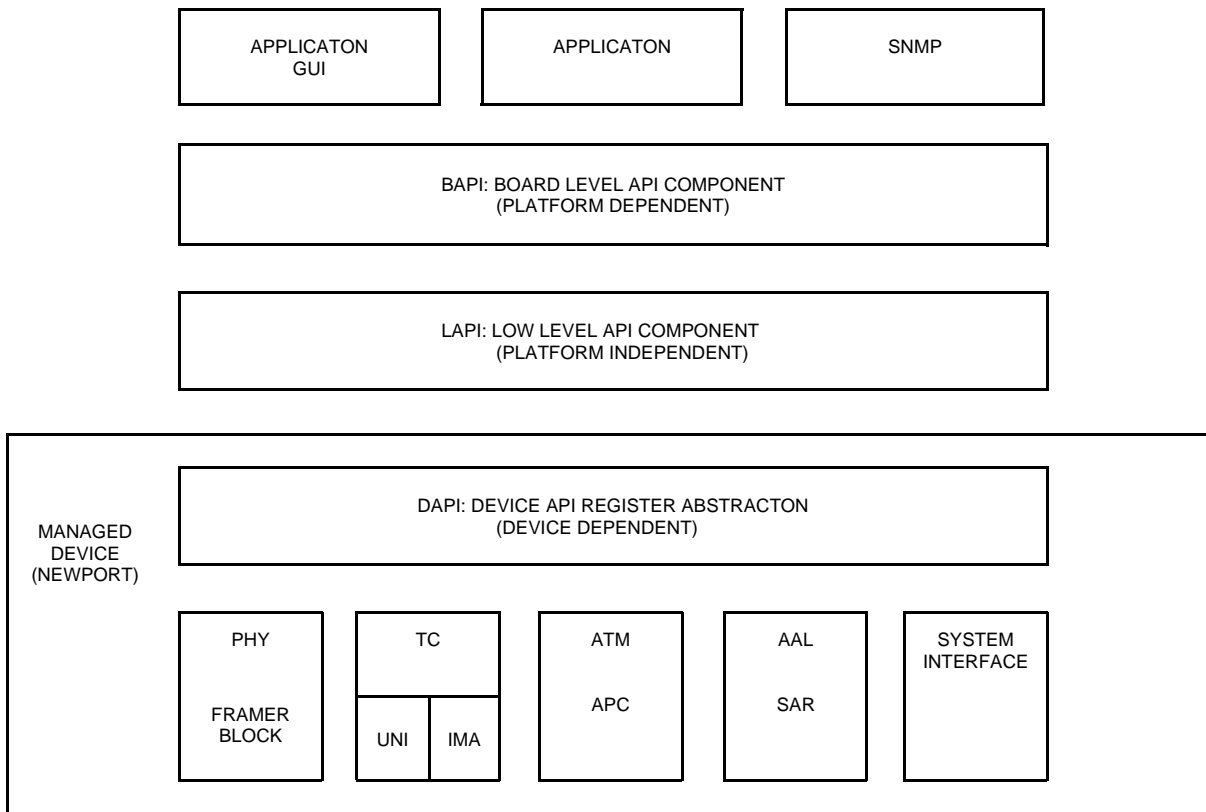 APPLICATON
GUI
APPLICATON
SNMP
BAPI: BOARD LEVEL API COMPONENT
(PLATFORM DEPENDENT)
LAPI: LOW LEVEL API COMPONENT
(PLATFORM INDEPENDENT)
MANAGED
DEVICE
(NEWPORT)
DAPI: DEVICE API REGISTER ABSTRACTON
(DEVICE DEPENDENT)
PHY
FRAMER
BLOCK
TC
UNI
IMA
ATM
APC
AAL
SAR
SYSTEM
INTERFACE